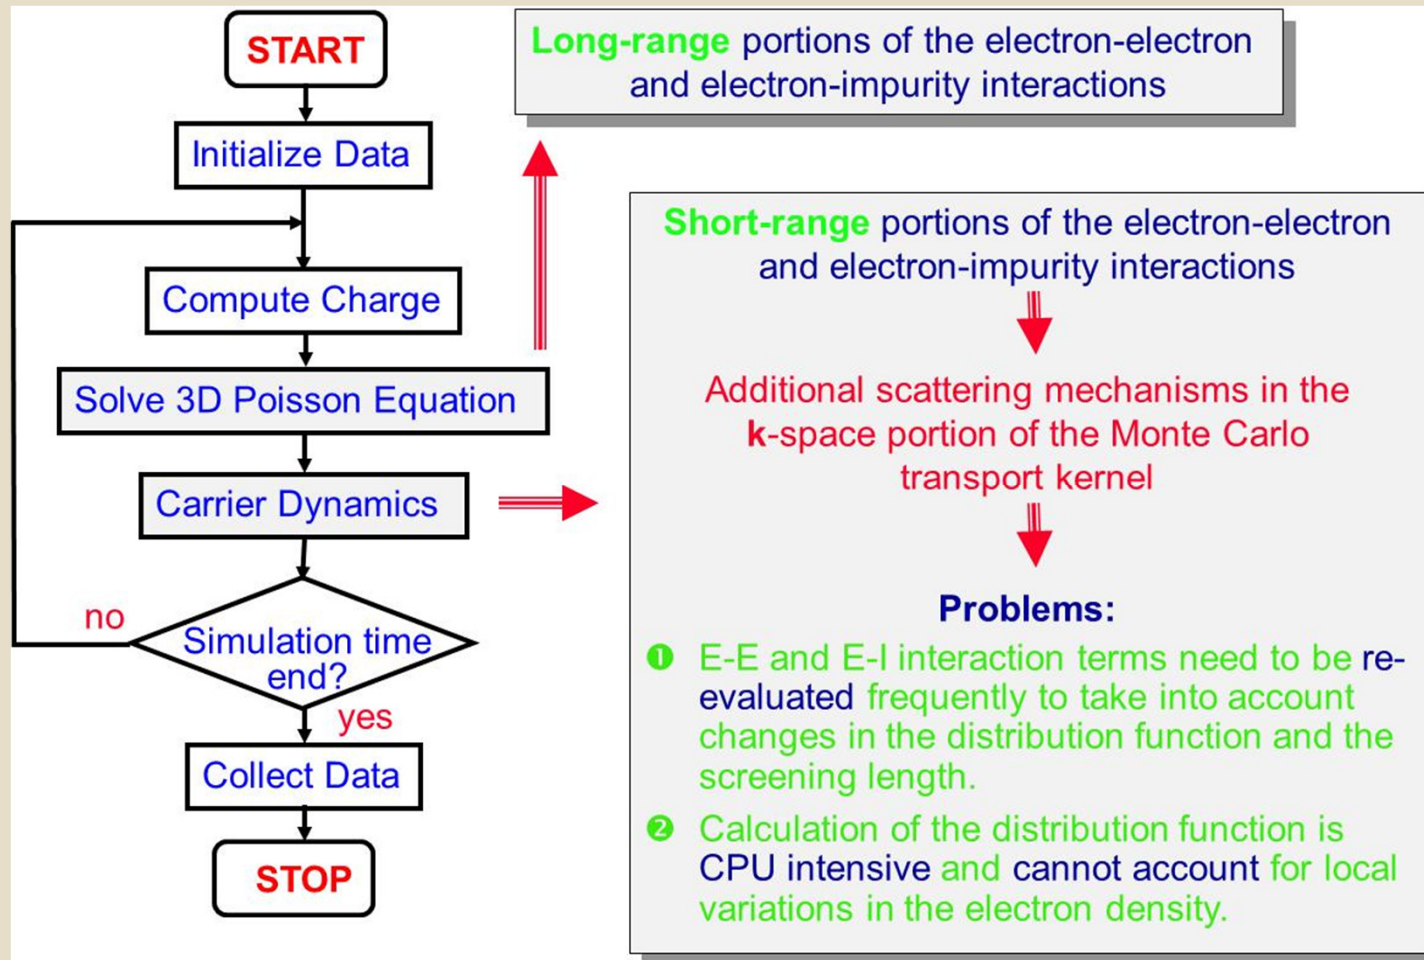 START
Initialize Data
Compute Charge
Solve 3D Poisson Equation
Carrier Dynamics
no
Simulation time
end?
yes
Collect Data
STOP
Long-range portions of the electron-electron
and electron-impurity interactions
Short-range portions of the electron-electron
and electron-impurity interactions
Additional scattering mechanisms in the
k-space portion of the Monte Carlo
transport kernel
Problems:
❶ E-E and E-I interaction terms need to be re-
evaluated frequently to take into account
changes in the distribution function and the
screening length.
❷ Calculation of the distribution function is
CPU intensive and cannot account for local
variations in the electron density.